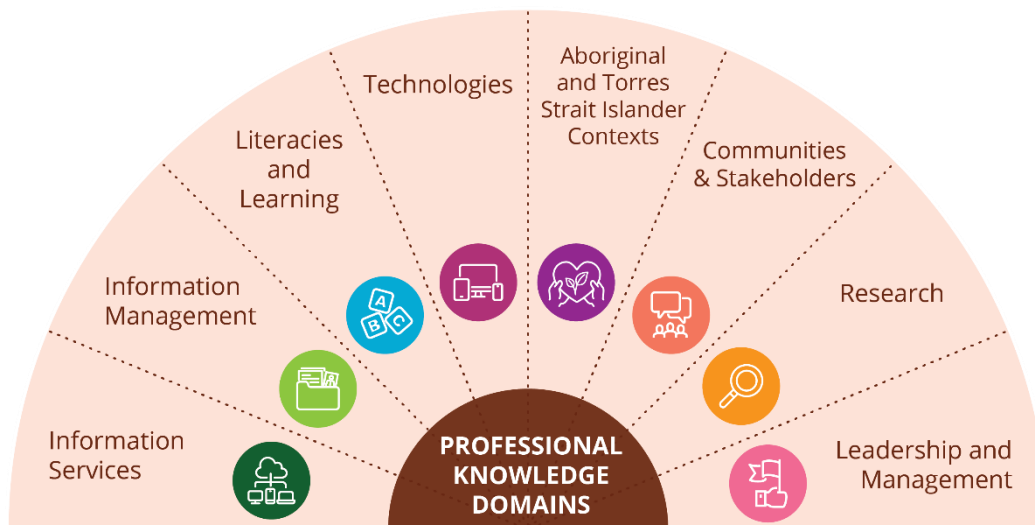 Information
Services
Information
Management
Literacies
and
Learning
Technologies
Aboriginal
and Torres
Strait Islander
Contexts
Communities
& Stakeholders
Research
Leadership and
Management
A
B
C
PROFESSIONAL
KNOWLEDGE
DOMAINS